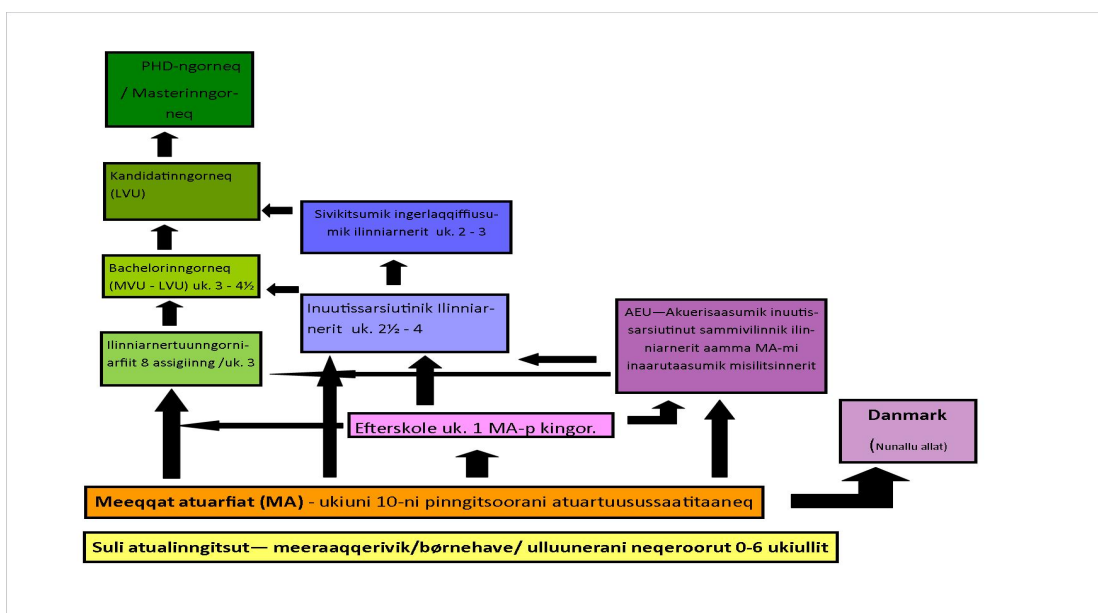 PHD-ngorneq
/ Masterinngor-
neq
Kandidatinngorneq
(LVU)
Sivikitsumik ingerlaqqiffiusu-
mik ilinniarnerit uk. 2 - 3
Bachelorinngorneq
(MVU - LVU) uk. 3 - 4½
Inuutissarsiutinik Ilinniar-
nerit uk. 2½ - 4
AEU—Akuerisaasumik inuutis-
sarsiutinut sammivilinnik ilin-
niarnerit aamma MA-mi
inaarutaasumik misilitsinnerit
Ilinniarnertuunngorni-
arfiit 8 assigiinng /uk. 3
Efterskole uk. 1 MA-p kingor.
Danmark
(Nunallu allat)
Meeqqat atuarfiat (MA) - ukiuni 10-ni pinngitsoorani atuartuusussaatitaaneq
Suli atualinngitsut— meeraaqqerivik/børnehave/ ulluunerani neqeroorut 0-6 ukiullit